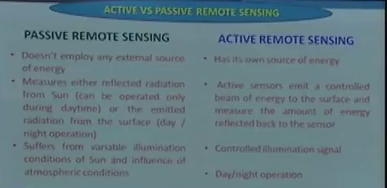 ACTIVE VS PASSIVE REMOTE SENSING
PASSIVE REMOTE SENSING
• Doesn't employ any external source
of energy
• Measures either reflected radiation
from Sun (can be operated only
during daytime) or the emitted
radiation from the surface (day /
night operation)
• Suffers from variable illumination
conditions of Sun and influence of
atmospheric conditions
ACTIVE REMOTE SENSING
• Has its own source of energy
• Active sensors emit a controlled
beam of energy to the surface and
measure the amount of energy
reflected back to the sensor
• Controlled illumination signal
• Day/night operation